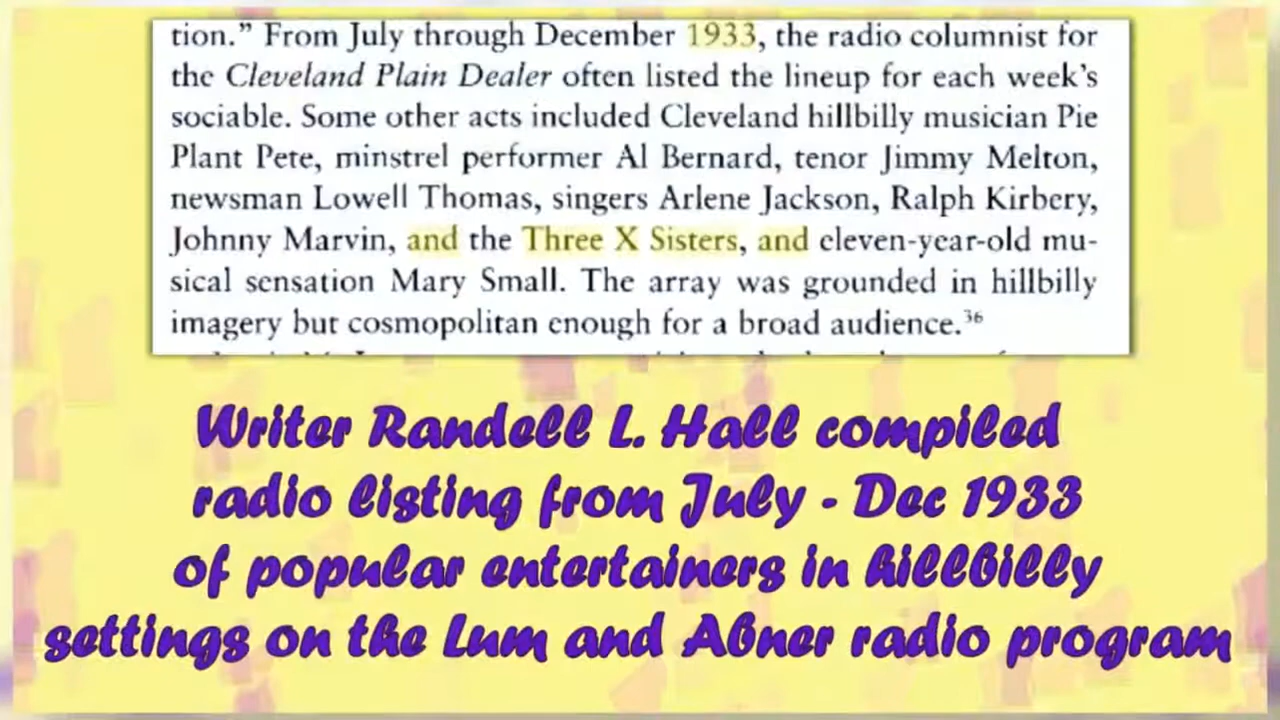 tion.” From July through December 1933, the radio columnist for
the Cleveland Plain Dealer often listed the lineup for each week’s
sociable. Some other acts included Cleveland hillbilly musician Pie
Plant Pete, minstrel performer Al Bernard, tenor Jimmy Melton,
newsman Lowell Thomas, singers Arlene Jackson, Ralph Kirbery,
Johnny Marvin, and the Three X Sisters, and eleven-year-old mu-
sical sensation Mary Small. The array was grounded in hillbilly
imagery but cosmopolitan enough for a broad audience.36
Writer Randell L. Hall compiled
radio listing from July - Dec 1933
of popular entertainers in hillbilly
settings on the Lum and Abner radio program